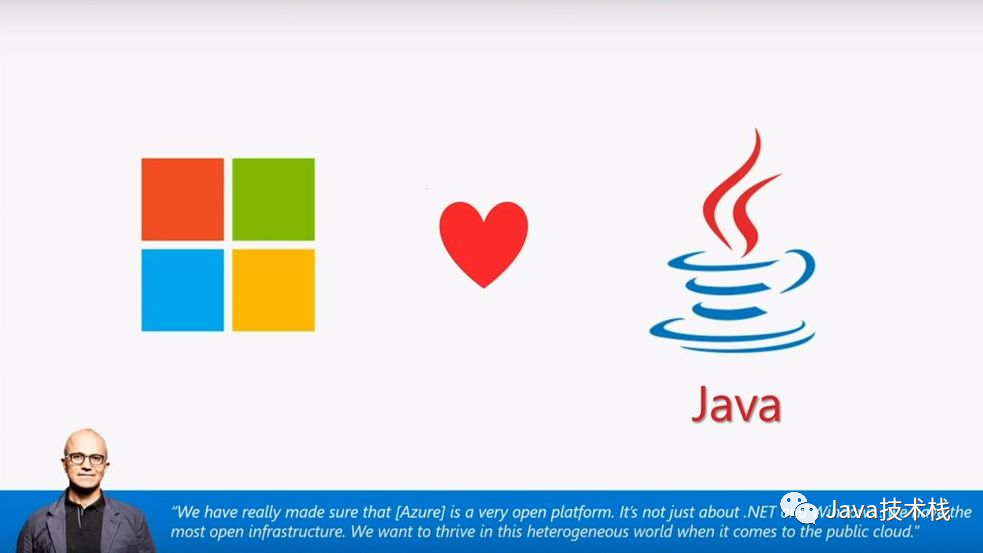 Java
"We have really made sure that [Azure] is a very open platform. It's not just about .NET the
most open infrastructure. We want to thrive in this heterogeneous world when it comes to the public cloud."
Java技术栈